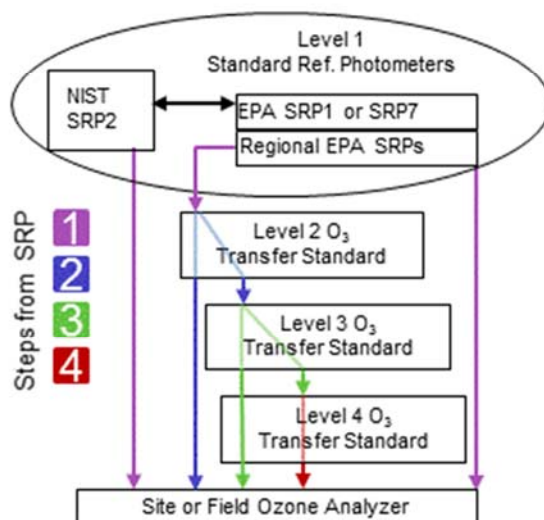 Level 1
Standard Ref. Photometers
NIST
SRP2
EPA SRP1 or SRP7
Regional EPA SRPs
Steps from SRP
1
2
3
4
Level 2 O₃
Transfer Standard
Level 3 O₃
Transfer Standard
Level 4 O₃
Transfer Standard
Site or Field Ozone Analyzer